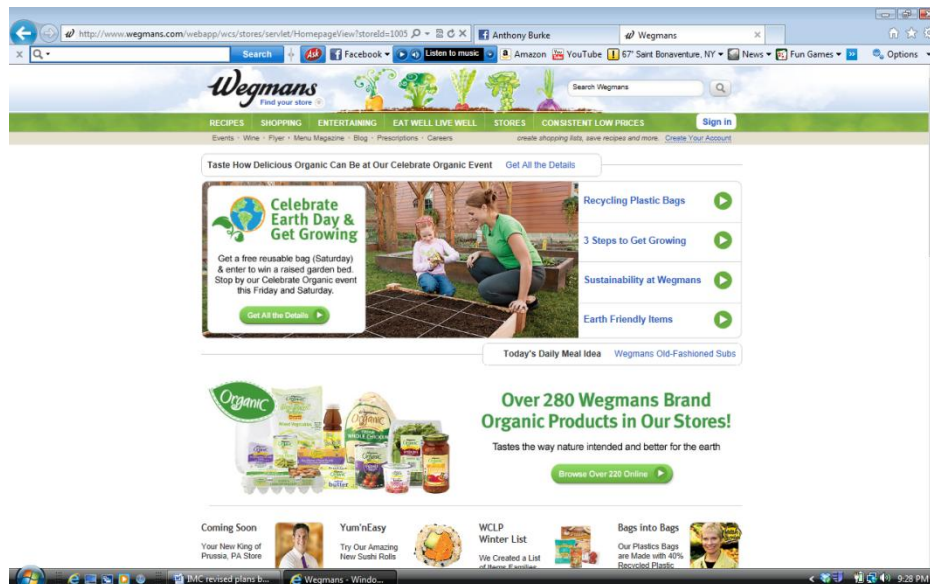 http://www.wegmans.com/webapp/wcs/stores/servlet/HomepageView?storeId=1005
Anthony Burke
Wegmans
Search
Ask
Facebook
Listen to music
Amazon
YouTube
67° Saint Bonaventure, NY
News
Fun Games
Options
Wegmans
Find your store
Search Wegmans
RECIPES SHOPPING ENTERTAINING EAT WELL LIVE WELL STORES CONSISTENT LOW PRICES Sign in
Events · Wine · Flyer · Menu Magazine · Blog · Prescriptions · Careers
create shopping lists, save recipes and more. Create Your Account
Taste How Delicious Organic Can Be at Our Celebrate Organic Event Get All the Details
Celebrate
Earth Day &
Get Growing
Get a free reusable bag (Saturday)
& enter to win a raised garden bed.
Stop by our Celebrate Organic event
this Friday and Saturday.
Get All the Details
Recycling Plastic Bags
3 Steps to Get Growing
Sustainability at Wegmans
Earth Friendly Items
Today's Daily Meal Idea Wegmans Old-Fashioned Subs
Organic
Organic
WHOLE CHICKEN
butter
Over 280 Wegmans Brand
Organic Products in Our Stores!
Tastes the way nature intended and better for the earth
Browse Over 220 Online
Coming Soon
Your New King of
Prussia, PA Store
Yum'nEasy
Try Our Amazing
New Sushi Rolls
WCLP
Winter List
We Created a List
of Items Families
Bags into Bags
Our Plastics Bags
are Made with 40%
Recycled Plastic
IMC revised plans b...
Wegmans - Windo...
9:28 PM